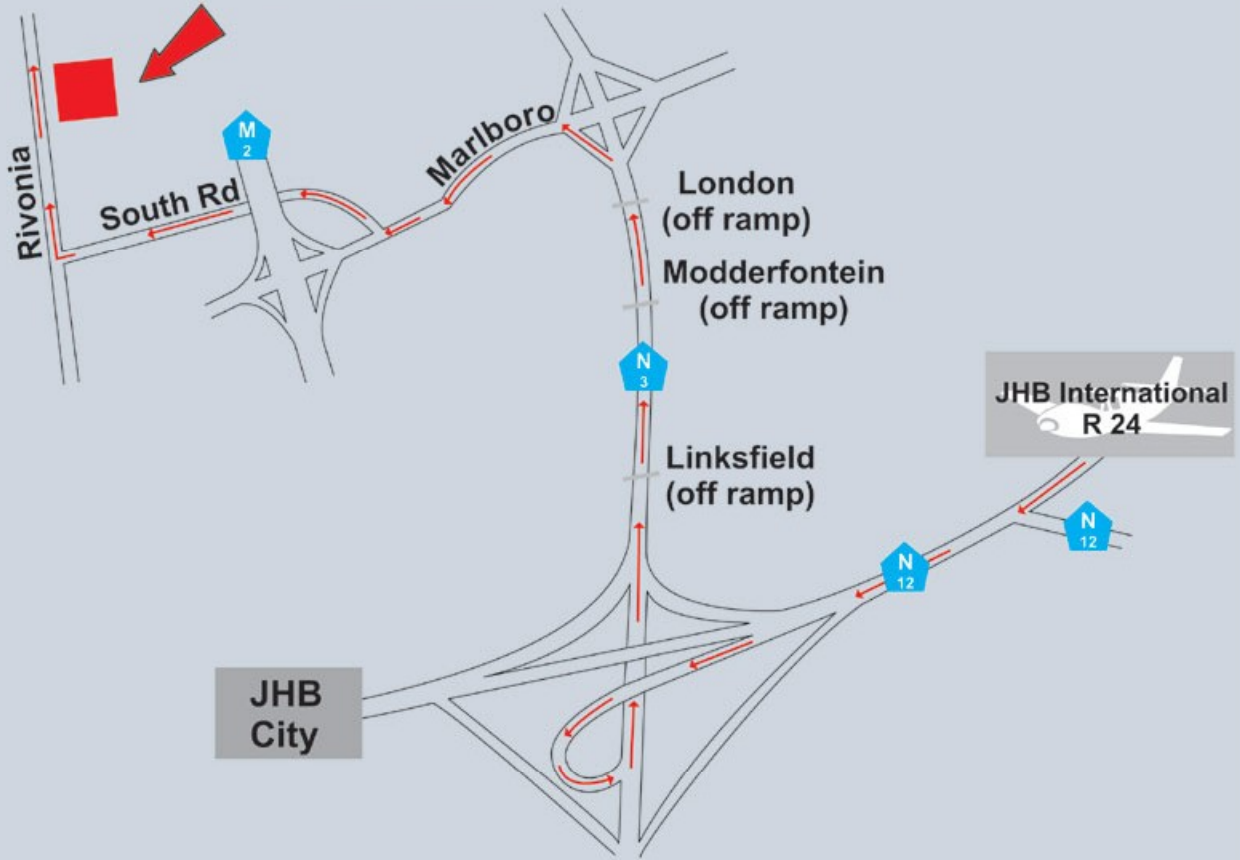 M
2
Marlboro
Rivonia
South Rd
London
(off ramp)
Modderfontein
(off ramp)
N
3
JHB International
R 24
Linksfield
(off ramp)
N
12
N
12
JHB
City